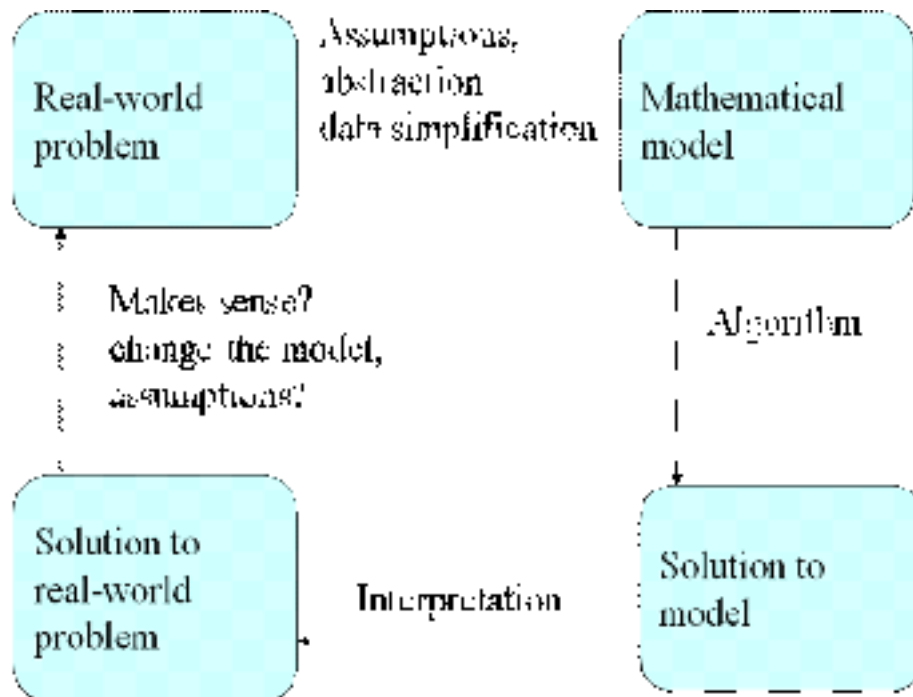 Real-world
problem
Assumptions,
abstraction
data simplification
Mathematical
model
Makes sense?
change the model,
assumptions?
Algorithm
Solution to
real-world
problem
Interpretation
Solution to
model